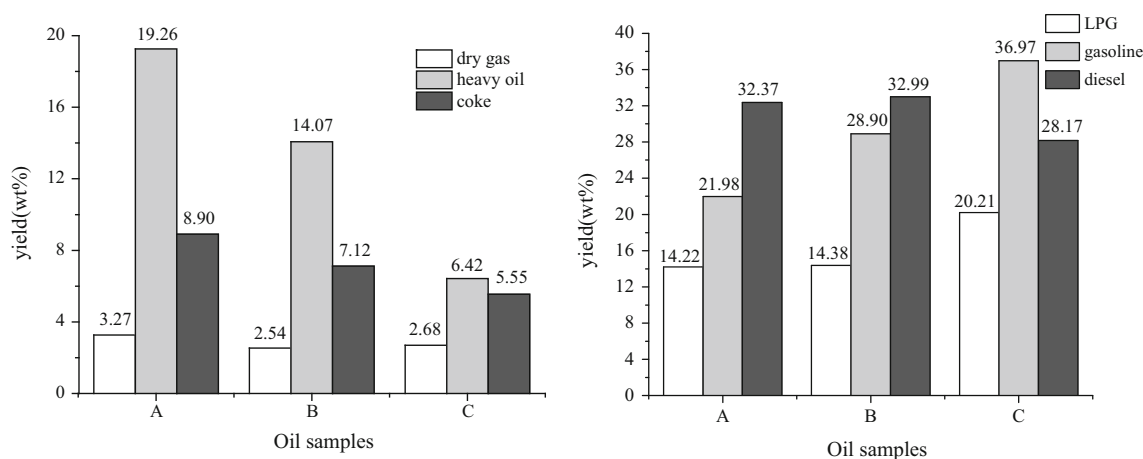 20
16
12
8
4
0
yield(wt%)
19.26
14.07
8.90
7.12
6.42
5.55
3.27
2.54
2.68
dry gas
heavy oil
coke
A B C
Oil samples
40
36
32
28
24
20
16
12
8
4
0
yield(wt%)
LPG
gasoline
diesel
36.97
32.37
32.99
28.90
28.17
21.98
20.21
14.22
14.38
A B C
Oil samples